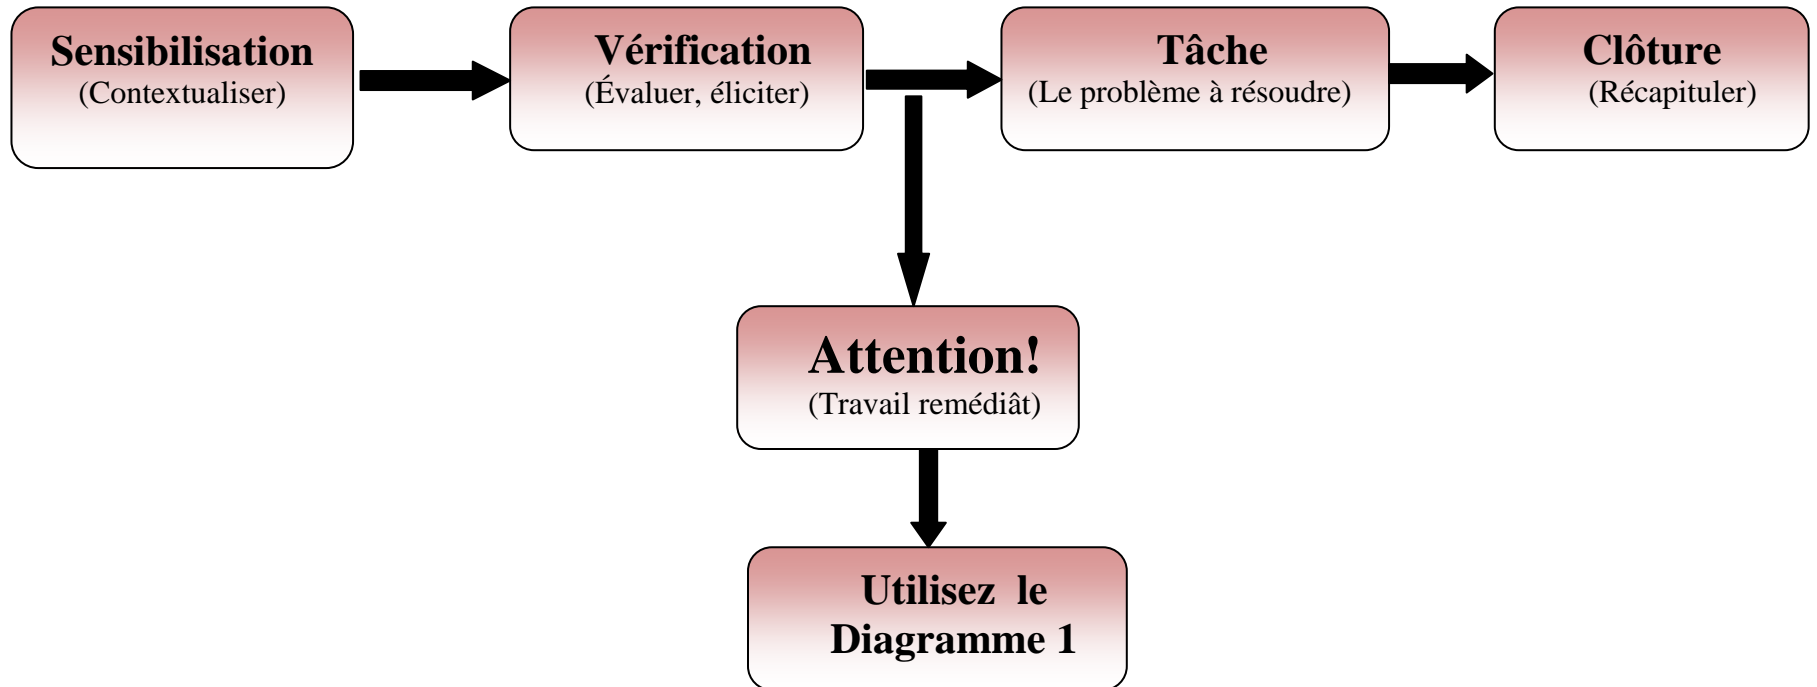 Sensibilisation
(Contextualiser)
Vérification
(Évaluer, éliciter)
Tâche
(Le problème à résoudre)
Clôture
(Récapituler)
Attention!
(Travail remédiât)
Utilisez le
Diagramme 1